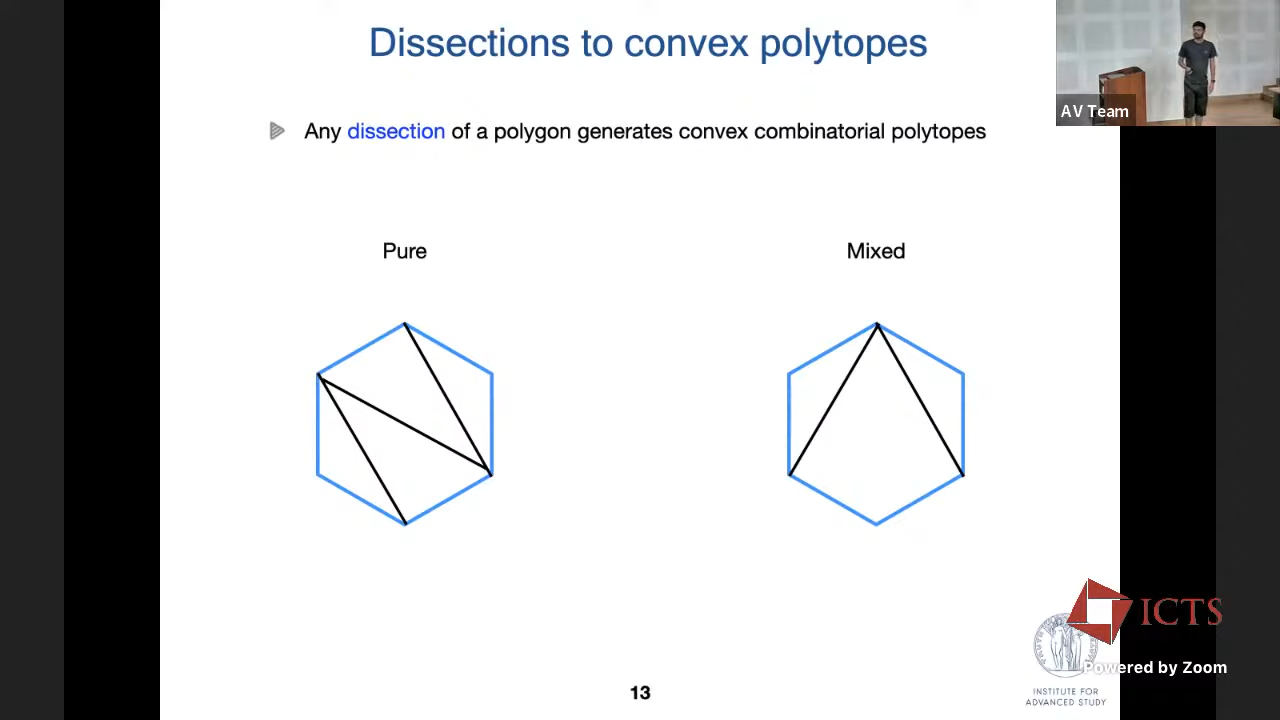 Dissections to convex polytopes
AV Team
Any dissection of a polygon generates convex combinatorial polytopes
Pure
Mixed
ICTS
Powered by Zoom
INSTITUTE FOR
ADVANCED STUDY
13